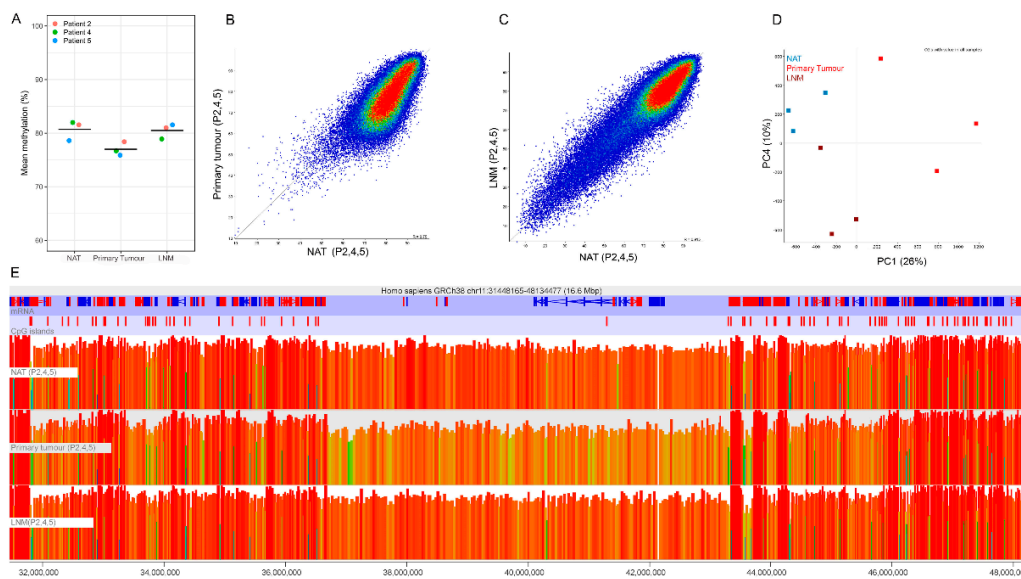 A
Patient 2
Patient 4
Patient 5
Mean methylation (%)
100
90
80
70
60
NAT
Primary Tumour
LNM
B
Primary tumour (P2,4,5)
NAT (P2,4,5)
C
LNM (P2,4,5)
NAT (P2,4,5)
D
NAT
Primary Tumour
LNM
PC4 (10%)
PC1 (26%)
E
Homo sapiens GRCh38 chr11:31448165-48134477 (16.6 Mbp)
mRNA
CpG islands
NAT (P2,4,5)
Primary tumour (P2,4,5)
LNM(P2,4,5)
32,000,000 34,000,000 36,000,000 38,000,000 40,000,000 42,000,000 44,000,000 46,000,000 48,000,000